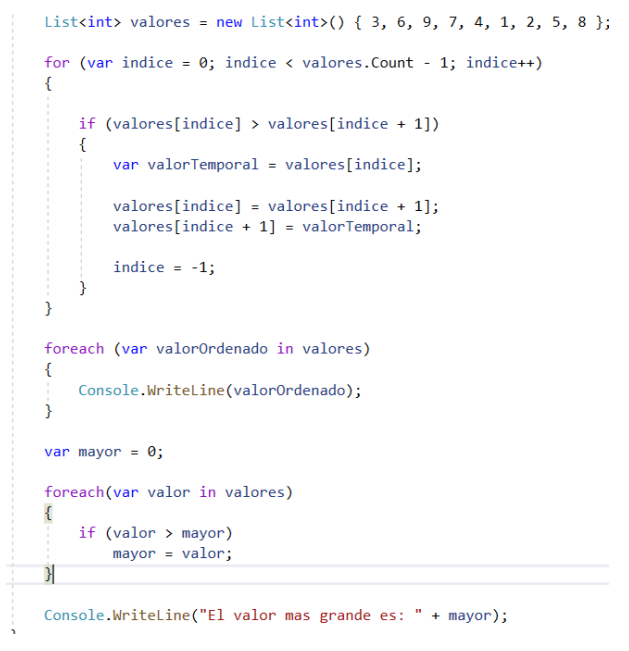 List<int> valores = new List<int>() { 3, 6, 9, 7, 4, 1, 2, 5, 8 };
for (var indice = 0; indice < valores.Count - 1; indice++)
{
if (valores[indice] > valores[indice + 1])
{
var valorTemporal = valores[indice];
valores[indice] = valores[indice + 1];
valores[indice + 1] = valorTemporal;
indice = -1;
}
}
foreach (var valorOrdenado in valores)
{
Console.WriteLine(valorOrdenado);
}
var mayor = 0;
foreach(var valor in valores)
{
if (valor > mayor)
mayor = valor;
}
Console.WriteLine("El valor mas grande es: " + mayor);